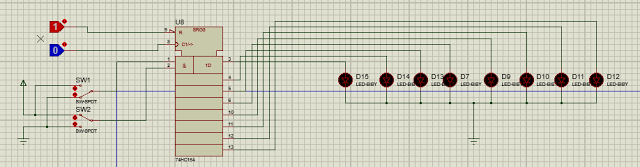 U8
1
9
R
SRG8
0
8
C1/->
SW1
1
&
1D
3
2
4
D15
D14
D13
D7
D9
D10
D11
D12
5
LED-BIBY
LED-BIBY
LED-BIBY
LED-BIBY
LED-BIBY
LED-BIBY
LED-BIBY
6
SW-SPDT
10
SW2
11
12
SW-SPDT
13
74HC164